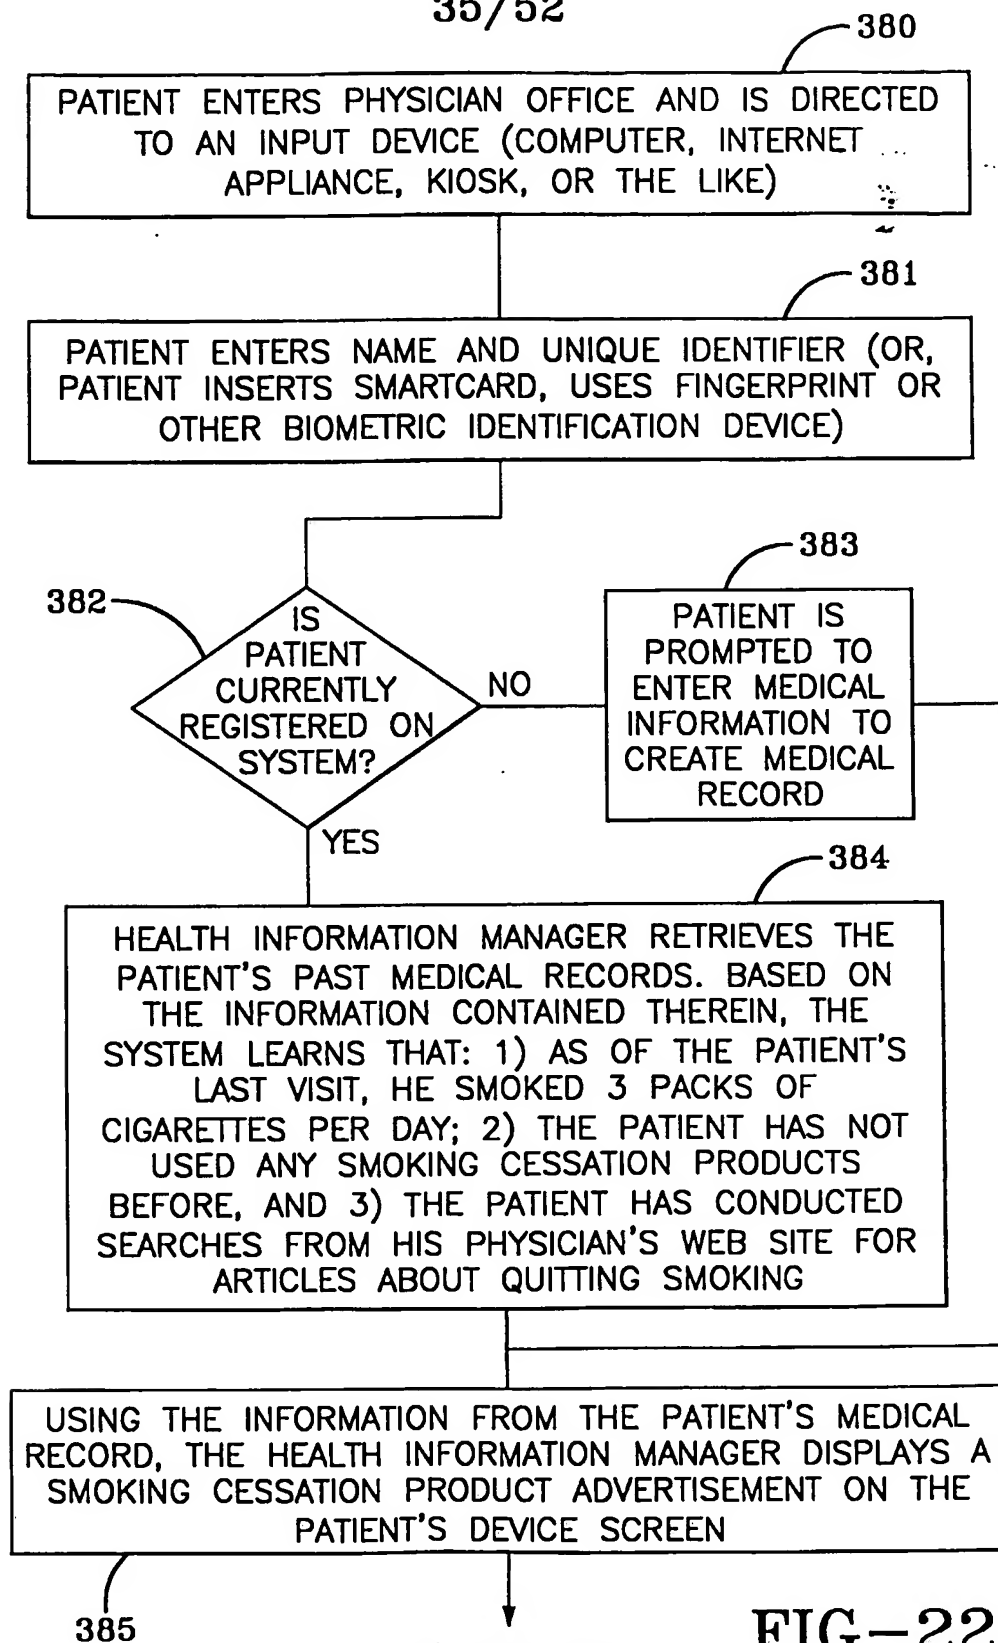 35/52
380
PATIENT ENTERS PHYSICIAN OFFICE AND IS DIRECTED
TO AN INPUT DEVICE (COMPUTER, INTERNET
APPLIANCE, KIOSK, OR THE LIKE)
381
PATIENT ENTERS NAME AND UNIQUE IDENTIFIER (OR,
PATIENT INSERTS SMARTCARD, USES FINGERPRINT OR
OTHER BIOMETRIC IDENTIFICATION DEVICE)
382
IS
PATIENT
CURRENTLY
REGISTERED ON
SYSTEM?
NO
YES
383
PATIENT IS
PROMPTED TO
ENTER MEDICAL
INFORMATION TO
CREATE MEDICAL
RECORD
384
HEALTH INFORMATION MANAGER RETRIEVES THE
PATIENT'S PAST MEDICAL RECORDS. BASED ON
THE INFORMATION CONTAINED THEREIN, THE
SYSTEM LEARNS THAT: 1) AS OF THE PATIENT'S
LAST VISIT, HE SMOKED 3 PACKS OF
CIGARETTES PER DAY; 2) THE PATIENT HAS NOT
USED ANY SMOKING CESSATION PRODUCTS
BEFORE, AND 3) THE PATIENT HAS CONDUCTED
SEARCHES FROM HIS PHYSICIAN'S WEB SITE FOR
ARTICLES ABOUT QUITTING SMOKING
USING THE INFORMATION FROM THE PATIENT'S MEDICAL
RECORD, THE HEALTH INFORMATION MANAGER DISPLAYS A
SMOKING CESSATION PRODUCT ADVERTISEMENT ON THE
PATIENT'S DEVICE SCREEN
385
FIG-22